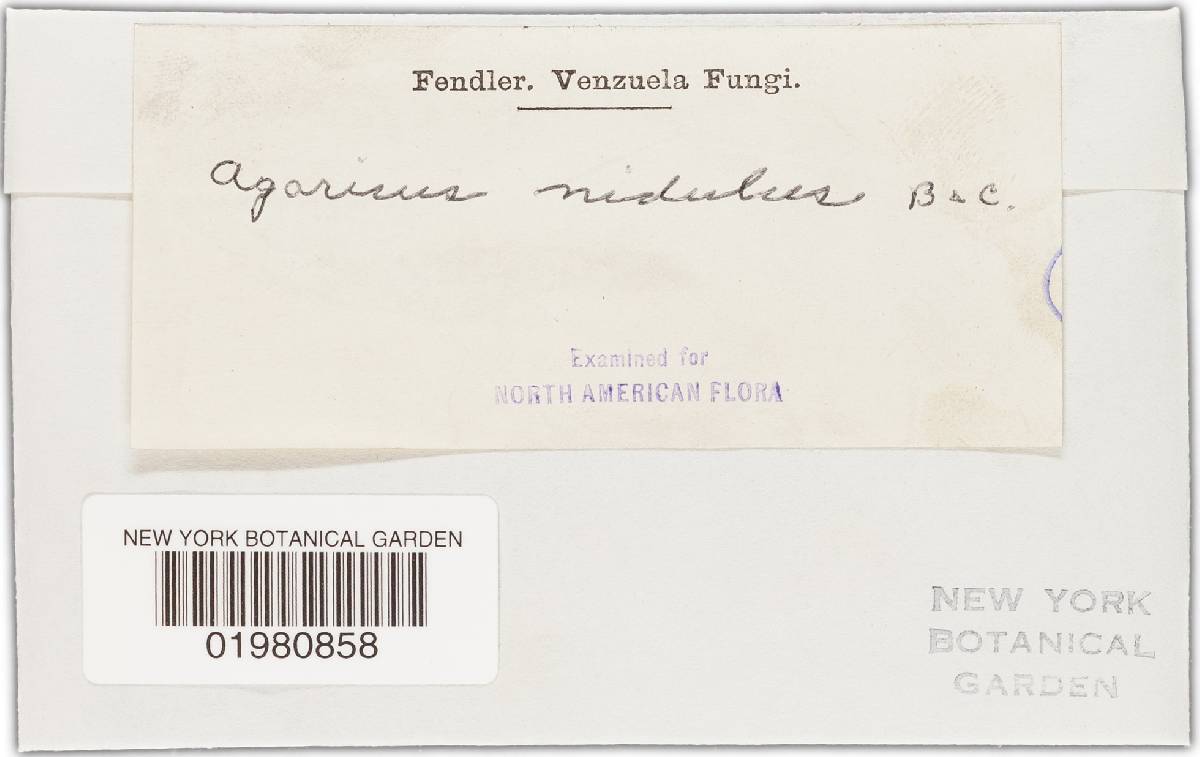 Fendler. Venzuela Fungi.
Agaricus nidulus B & C.
Examined for
NORTH AMERICAN FLORA
NEW YORK BOTANICAL GARDEN
01980858
NEW YORK
BOTANICAL
GARDEN